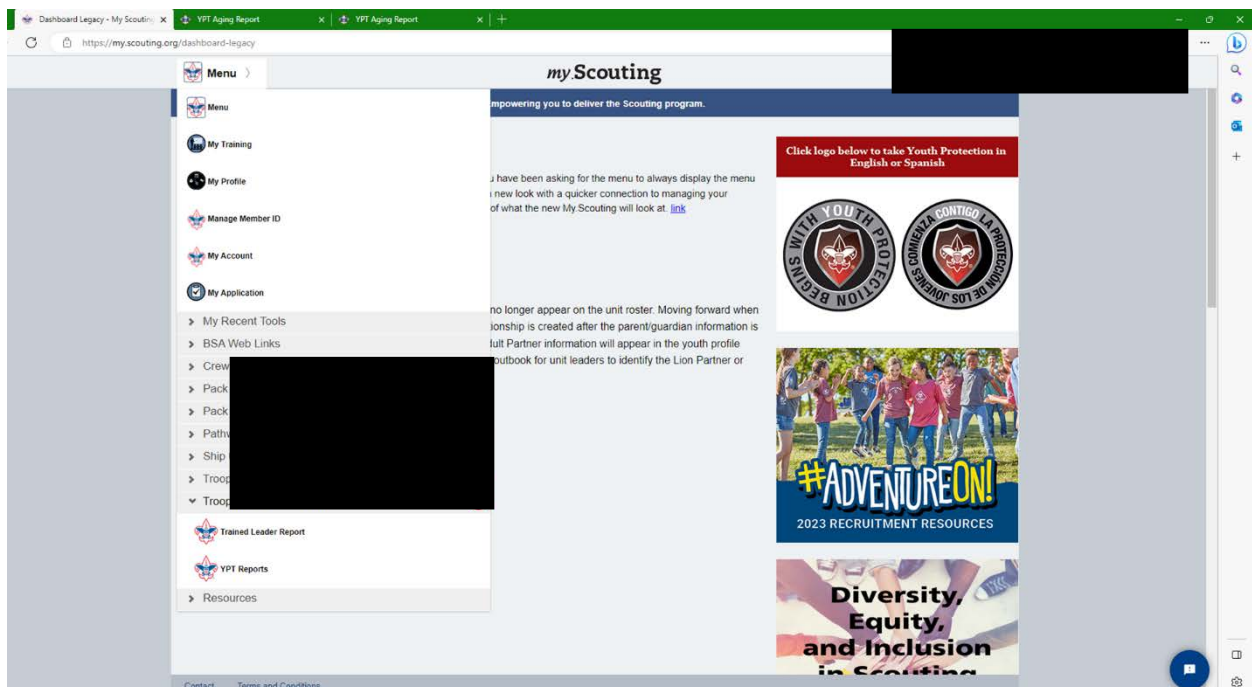 Dashboard Legacy - My Scouting
YPT Aging Report
YPT Aging Report
https://my.scouting.org/dashboard-legacy
Menu
my.Scouting
Menu
My Training
My Profile
Manage Member ID
My Account
My Application
My Recent Tools
BSA Web Links
Crew
Pack
Pack
Ship
Troop
Troop
Trained Leader Report
YPT Reports
Resources
mpowering you to deliver the Scouting program.
have been asking for the menu to always display the menu
new look with a quicker connection to managing your
of what the new My.Scouting will look at. link
no longer appear on the unit roster. Moving forward when
ionship is created after the parent/guardian information is
ult Partner information will appear in the youth profile
outbook for unit leaders to identify the Lion Partner or
Click logo below to take Youth Protection in
English or Spanish
BEGINS WITH YOUTH PROTECTION
COMIENZA CONTIGO LA PROTECCIÓN DE LOS JÓVENES
NOIT
#ADVENTUREON!
2023 RECRUITMENT RESOURCES
Diversity,
Equity,
and Inclusion
in Scouting
Contact
Terms and Conditions